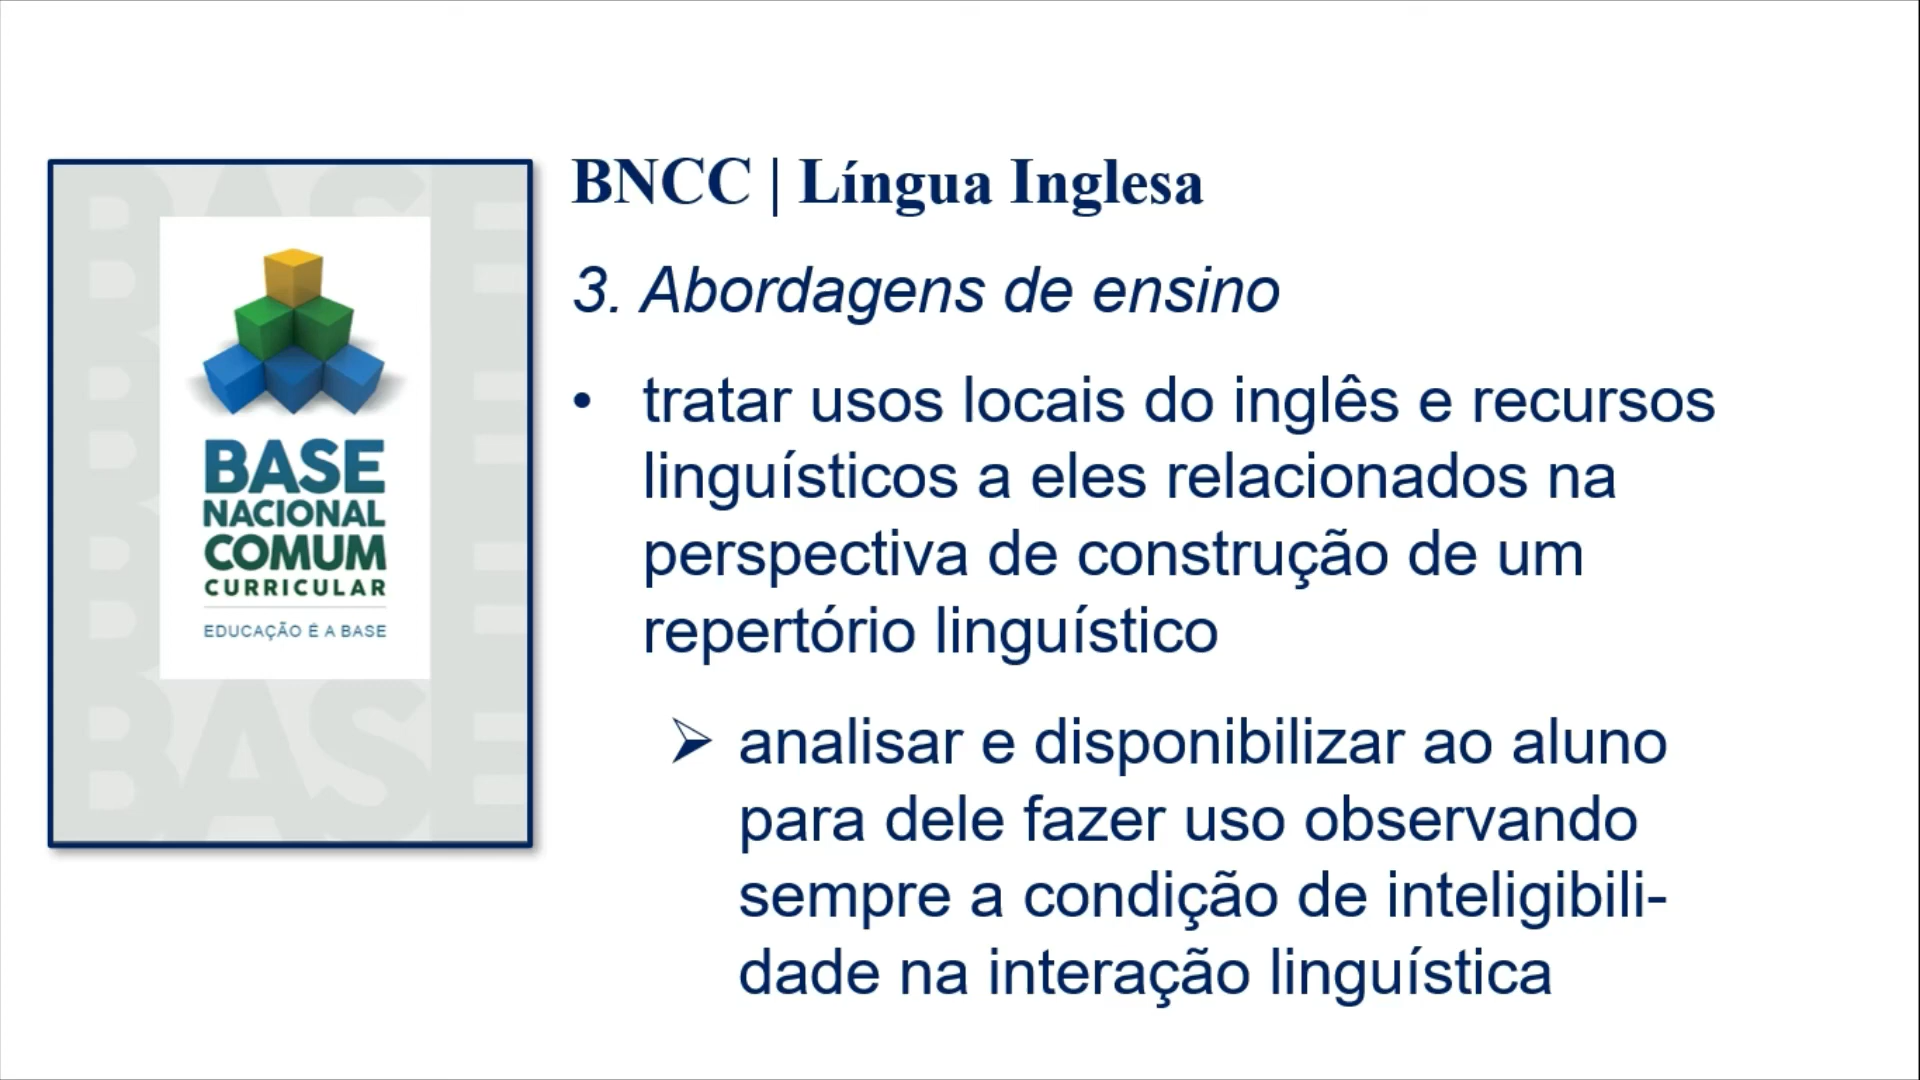 BASE
NACIONAL
COMUM
CURRICULAR
EDUCAÇÃO É A BASE
BNCC | Língua Inglesa
3. Abordagens de ensino
• tratar usos locais do inglês e recursos
linguísticos a eles relacionados na
perspectiva de construção de um
repertório linguístico
➢ analisar e disponibilizar ao aluno
para dele fazer uso observando
sempre a condição de inteligibili-
dade na interação linguística